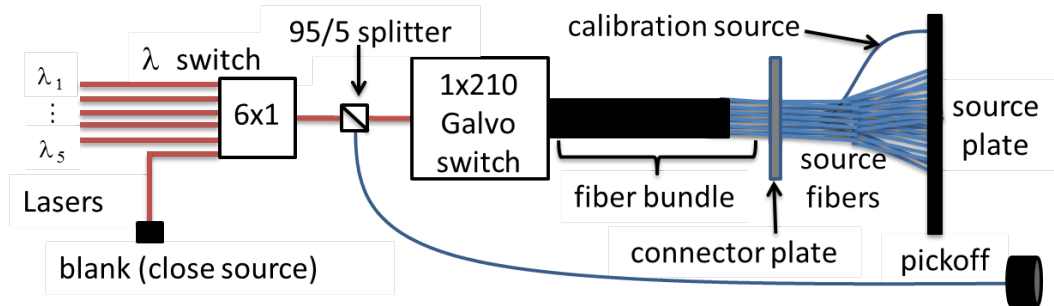 95/5 splitter
calibration source
λ switch
λ1
⋮
λ5
6x1
1x210
Galvo
switch
source
plate
source
fibers
fiber bundle
Lasers
connector plate
pickoff
blank (close source)